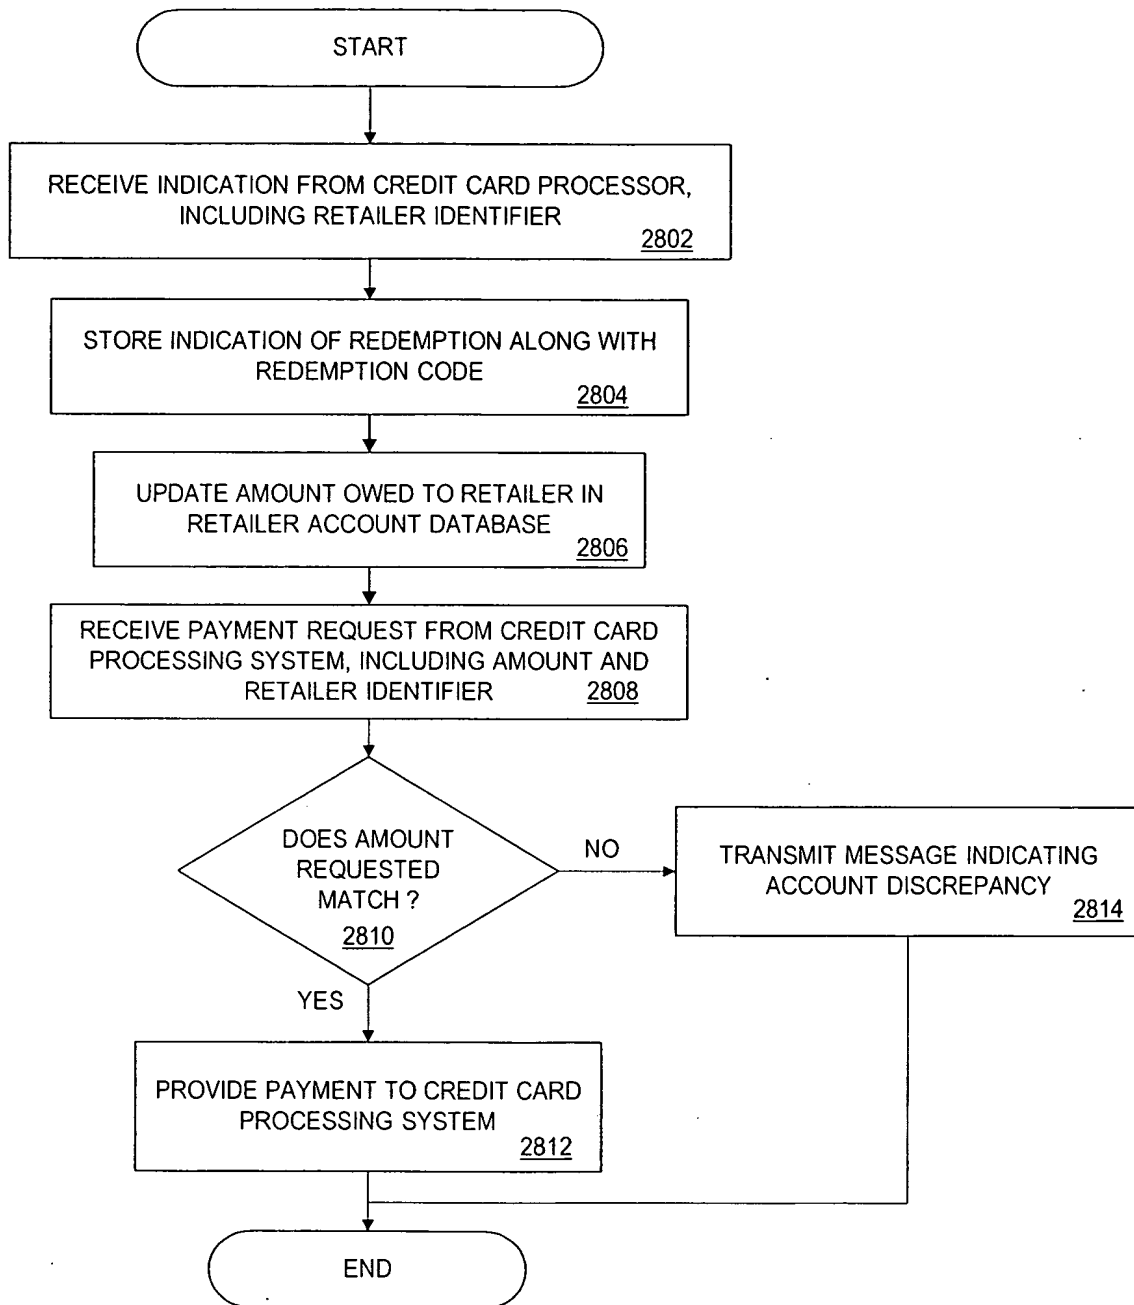 START
RECEIVE INDICATION FROM CREDIT CARD PROCESSOR,
INCLUDING RETAILER IDENTIFIER
2802
STORE INDICATION OF REDEMPTION ALONG WITH
REDEMPTION CODE
2804
UPDATE AMOUNT OWED TO RETAILER IN
RETAILER ACCOUNT DATABASE
2806
RECEIVE PAYMENT REQUEST FROM CREDIT CARD
PROCESSING SYSTEM, INCLUDING AMOUNT AND
RETAILER IDENTIFIER 2808
DOES AMOUNT
REQUESTED
MATCH ?
2810
NO
TRANSMIT MESSAGE INDICATING
ACCOUNT DISCREPANCY
2814
YES
PROVIDE PAYMENT TO CREDIT CARD
PROCESSING SYSTEM
2812
END